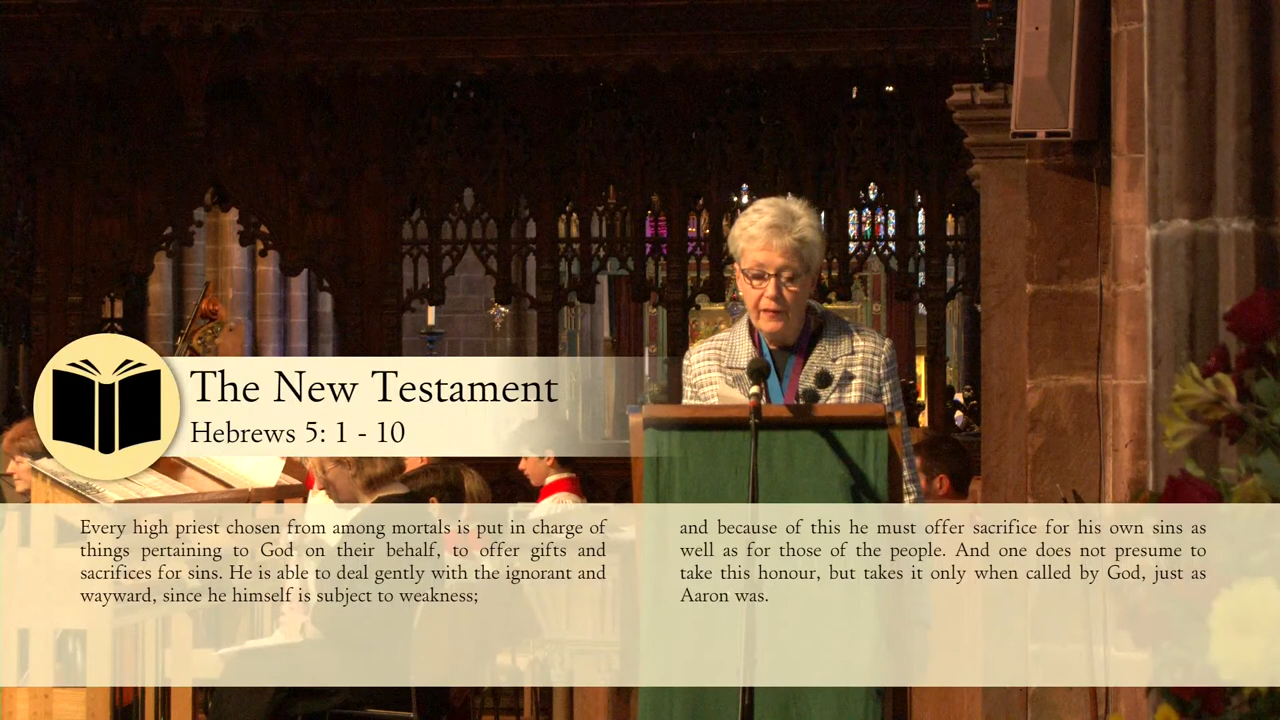 The New Testament
Hebrews 5: 1 - 10
Every high priest chosen from among mortals is put in charge of
things pertaining to God on their behalf, to offer gifts and
sacrifices for sins. He is able to deal gently with the ignorant and
wayward, since he himself is subject to weakness;
and because of this he must offer sacrifice for his own sins as
well as for those of the people. And one does not presume to
take this honour, but takes it only when called by God, just as
Aaron was.